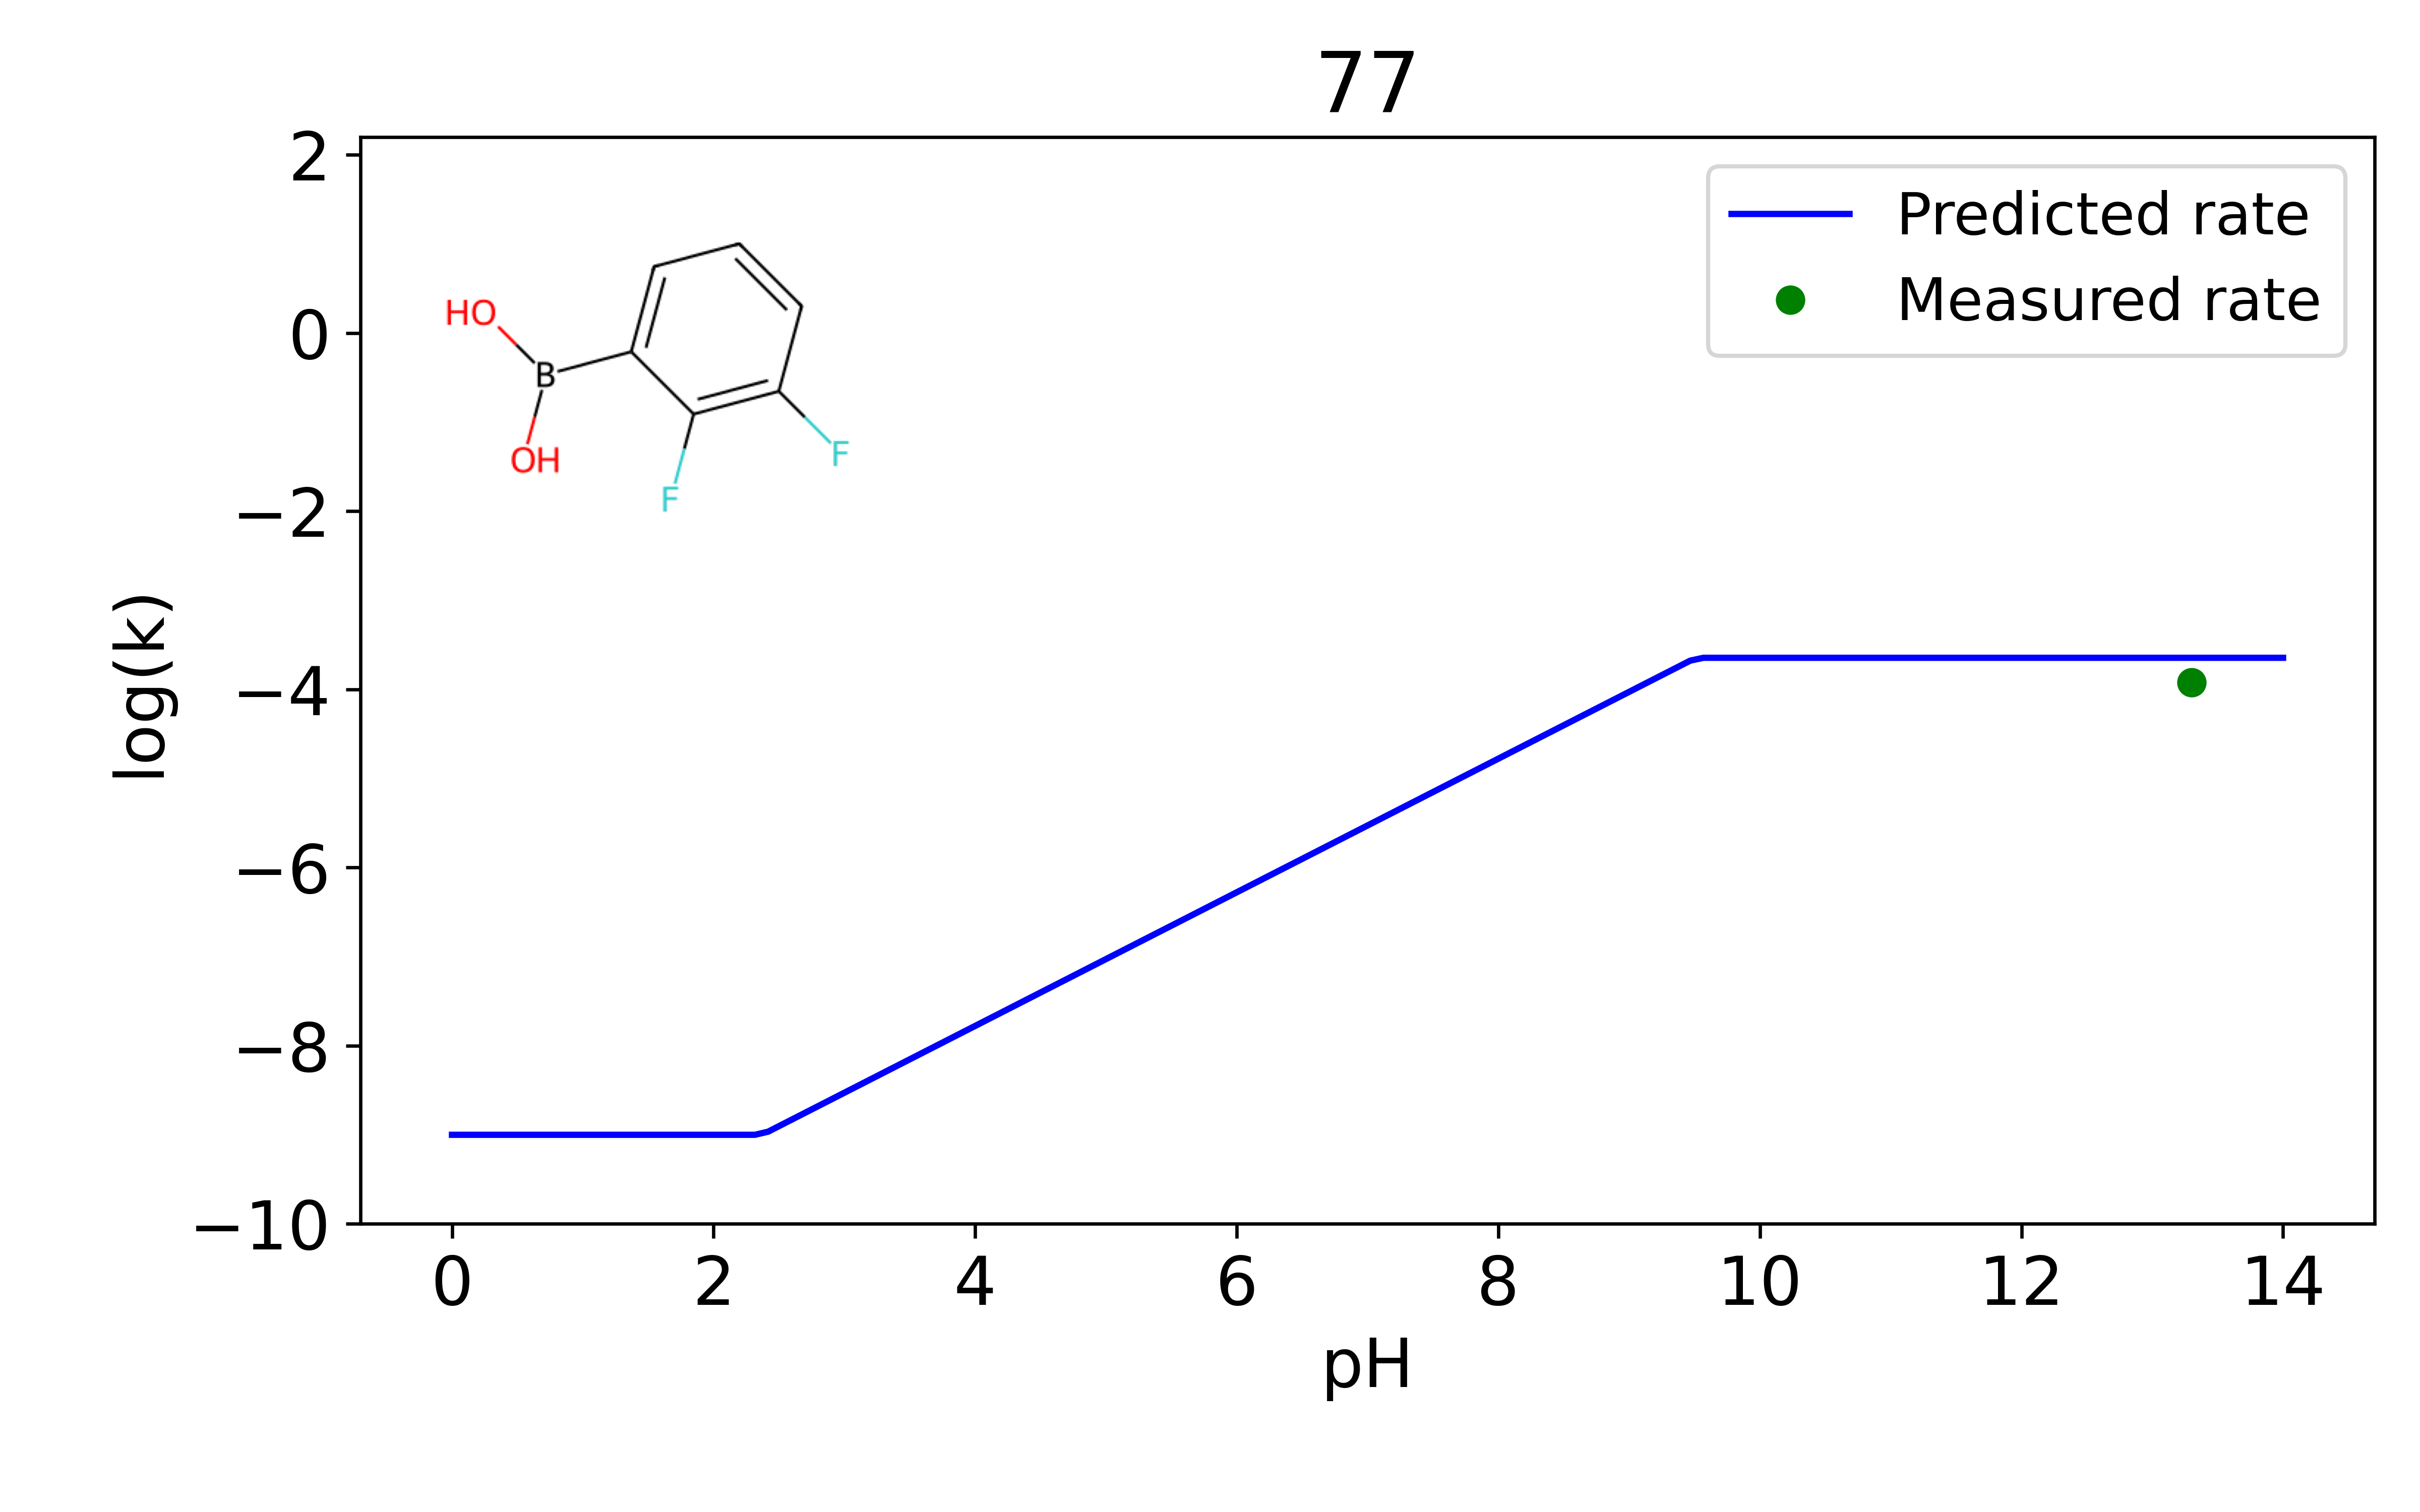 77
2
0
−2
−4
−6
−8
−10
log(k)
HO
B
OH
F
F
Predicted rate
Measured rate
0 2 4 6 8 10 12 14
pH